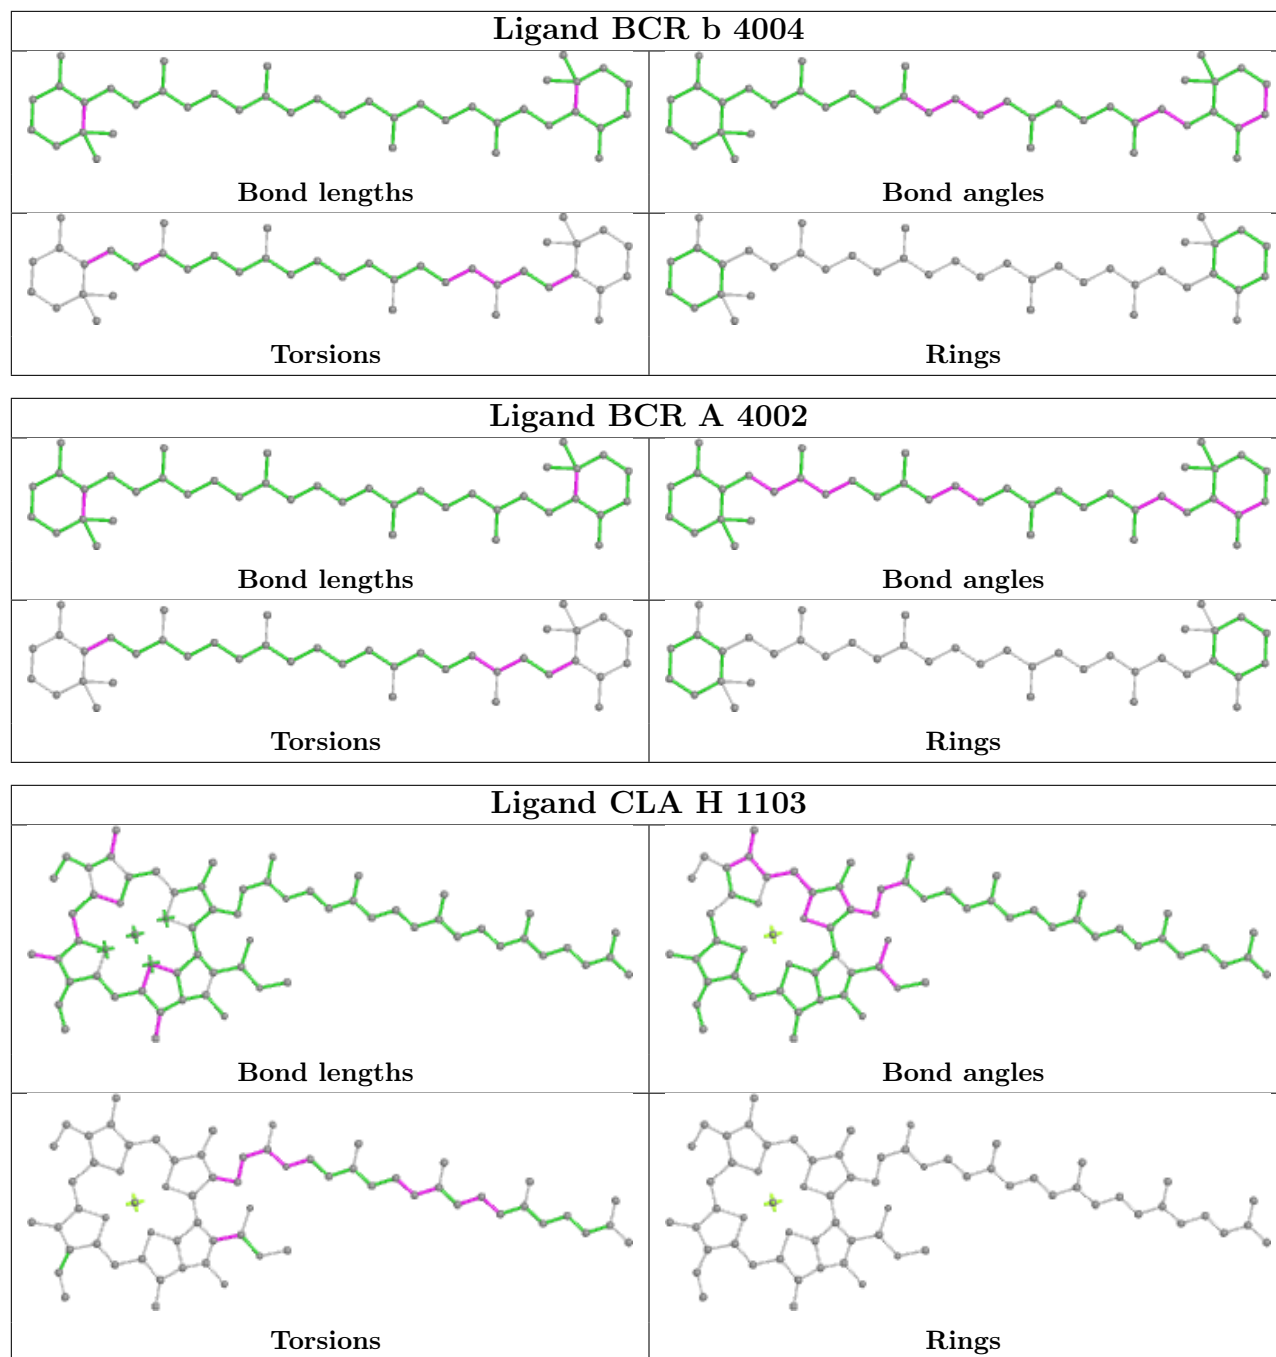 Ligand BCR b 4004
Bond lengths
Bond angles
Torsions
Rings
Ligand BCR A 4002
Bond lengths
Bond angles
Torsions
Rings
Ligand CLA H 1103
Bond lengths
Bond angles
Torsions
Rings